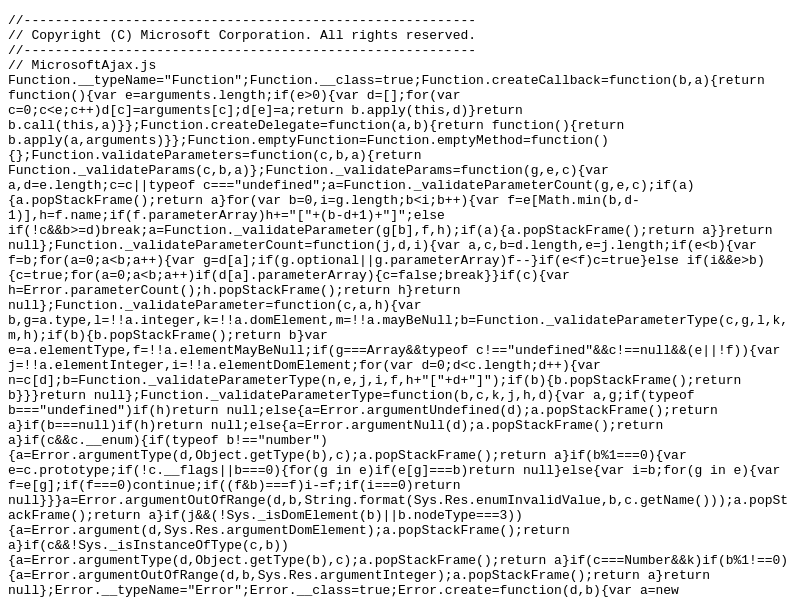 //----------------------------------------------------------
// Copyright (C) Microsoft Corporation. All rights reserved.
//----------------------------------------------------------
// MicrosoftAjax.js
Function.__typeName="Function";Function.__class=true;Function.createCallback=function(b,a){return
function(){var e=arguments.length;if(e>0){var d=[];for(var
c=0;c<e;c++)d[c]=arguments[c];d[e]=a;return b.apply(this,d)}return
b.call(this,a)}};Function.createDelegate=function(a,b){return function(){return
b.apply(a,arguments)}};Function.emptyFunction=Function.emptyMethod=function()
{};Function.validateParameters=function(c,b,a){return
Function._validateParams(c,b,a)};Function._validateParams=function(g,e,c){var
a,d=e.length;c=c||typeof c==="undefined";a=Function._validateParameterCount(g,e,c);if(a)
{a.popStackFrame();return a}for(var b=0,i=g.length;b<i;b++){var f=e[Math.min(b,d-
1)],h=f.name;if(f.parameterArray)h+="["+(b-d+1)+"]";else
if(!c&&b>=d)break;a=Function._validateParameter(g[b],f,h);if(a){a.popStackFrame();return a}}return
null};Function._validateParameterCount=function(j,d,i){var a,c,b=d.length,e=j.length;if(e<b){var
f=b;for(a=0;a<b;a++){var g=d[a];if(g.optional||g.parameterArray)f--}if(e<f)c=true}else if(i&&e>b)
{c=true;for(a=0;a<b;a++)if(d[a].parameterArray){c=false;break}}if(c){var
h=Error.parameterCount();h.popStackFrame();return h}return
null};Function._validateParameter=function(c,a,h){var
b,g=a.type,l=!!a.integer,k=!!a.domElement,m=!!a.mayBeNull;b=Function._validateParameterType(c,g,l,k,
m,h);if(b){b.popStackFrame();return b}var
e=a.elementType,f=!!a.elementMayBeNull;if(g===Array&&typeof c!=="undefined"&&c!==null&&(e||!f)){var
j=!!a.elementInteger,i=!!a.elementDomElement;for(var d=0;d<c.length;d++){var
n=c[d];b=Function._validateParameterType(n,e,j,i,f,h+"["+d+"]");if(b){b.popStackFrame();return
b}}}return null};Function._validateParameterType=function(b,c,k,j,h,d){var a,g;if(typeof
b==="undefined")if(h)return null;else{a=Error.argumentUndefined(d);a.popStackFrame();return
a}if(b===null)if(h)return null;else{a=Error.argumentNull(d);a.popStackFrame();return
a}if(c&&c.__enum){if(typeof b!=="number")
{a=Error.argumentType(d,Object.getType(b),c);a.popStackFrame();return a}if(b%1===0){var
e=c.prototype;if(!c.__flags||b===0){for(g in e)if(e[g]===b)return null}else{var i=b;for(g in e){var
f=e[g];if(f===0)continue;if((f&b)===f)i-=f;if(i===0)return
null}}}a=Error.argumentOutOfRange(d,b,String.format(Sys.Res.enumInvalidValue,b,c.getName()));a.popSt
ackFrame();return a}if(j&&(!Sys._isDomElement(b)||b.nodeType===3))
{a=Error.argument(d,Sys.Res.argumentDomElement);a.popStackFrame();return
a}if(c&&!Sys._isInstanceOfType(c,b))
{a=Error.argumentType(d,Object.getType(b),c);a.popStackFrame();return a}if(c===Number&&k)if(b%1!==0)
{a=Error.argumentOutOfRange(d,b,Sys.Res.argumentInteger);a.popStackFrame();return a}return
null};Error.__typeName="Error";Error.__class=true;Error.create=function(d,b){var a=new